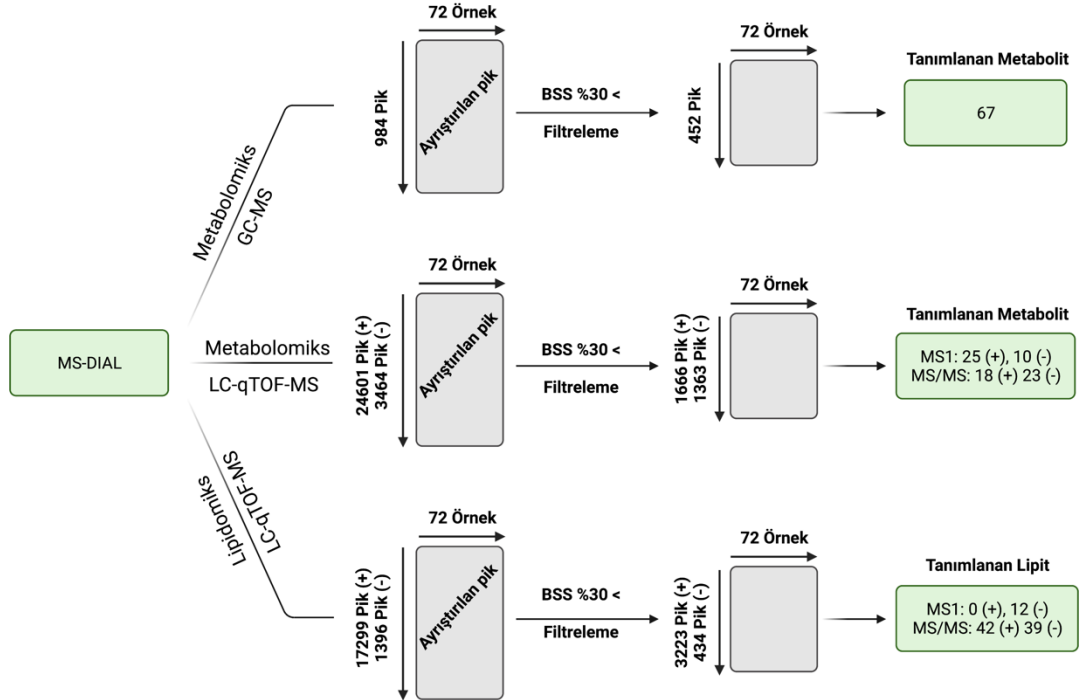 72 Örnek
984 Pik
Ayrıştırılan pik
BSS %30 <
Filtreleme
72 Örnek
452 Pik
Tanımlanan Metabolit
67
Metabolomiks
GC-MS
MS-DIAL
Metabolomiks
LC-qTOF-MS
72 Örnek
24601 Pik (+)
3464 Pik (-)
Ayrıştırılan pik
BSS %30 <
Filtreleme
72 Örnek
1666 Pik (+)
1363 Pik (-)
Tanımlanan Metabolit
MS1: 25 (+), 10 (-)
MS/MS: 18 (+) 23 (-)
LC-qTOF-MS
Lipidomiks
72 Örnek
17299 Pik (+)
1396 Pik (-)
Ayrıştırılan pik
BSS %30 <
Filtreleme
72 Örnek
3223 Pik (+)
434 Pik (-)
Tanımlanan Lipit
MS1: 0 (+), 12 (-)
MS/MS: 42 (+) 39 (-)